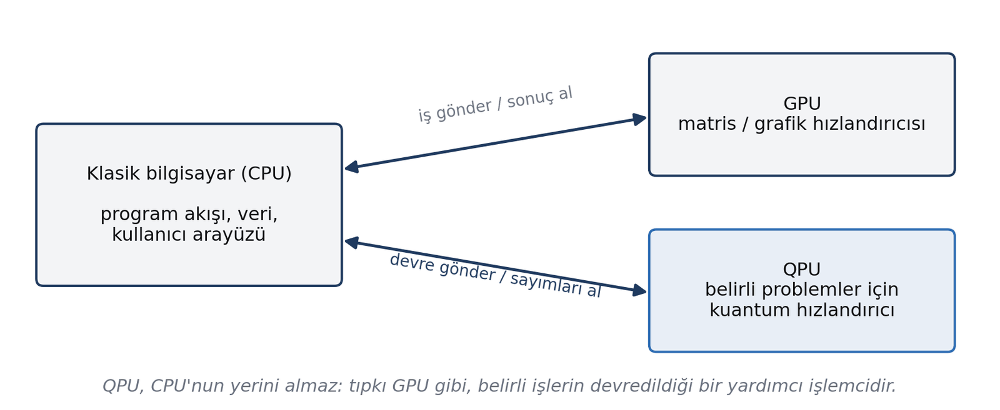 Klasik bilgisayar (CPU)
program akışı, veri,
kullanıcı arayüzü
iş gönder / sonuç al
GPU
matris / grafik hızlandırıcısı
devre gönder / sayımları al
QPU
belirli problemler için
kuantum hızlandırıcı
QPU, CPU'nun yerini almaz: tıpkı GPU gibi, belirli işlerin devredildiği bir yardımcı işlemcidir.